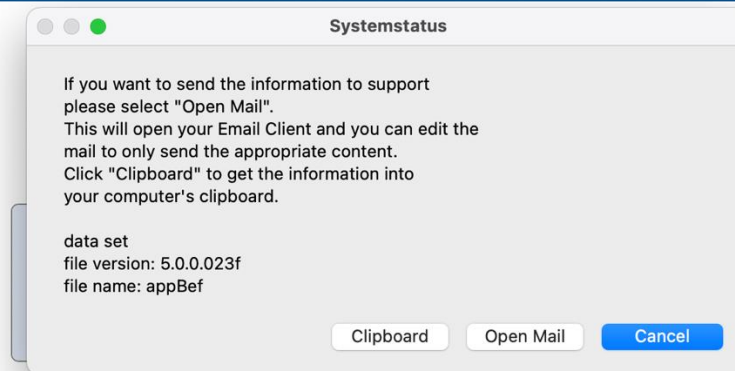 Systemstatus
If you want to send the information to support
please select "Open Mail".
This will open your Email Client and you can edit the
mail to only send the appropriate content.
Click "Clipboard" to get the information into
your computer's clipboard.
data set
file version: 5.0.0.023f
file name: appBef
Clipboard Open Mail Cancel